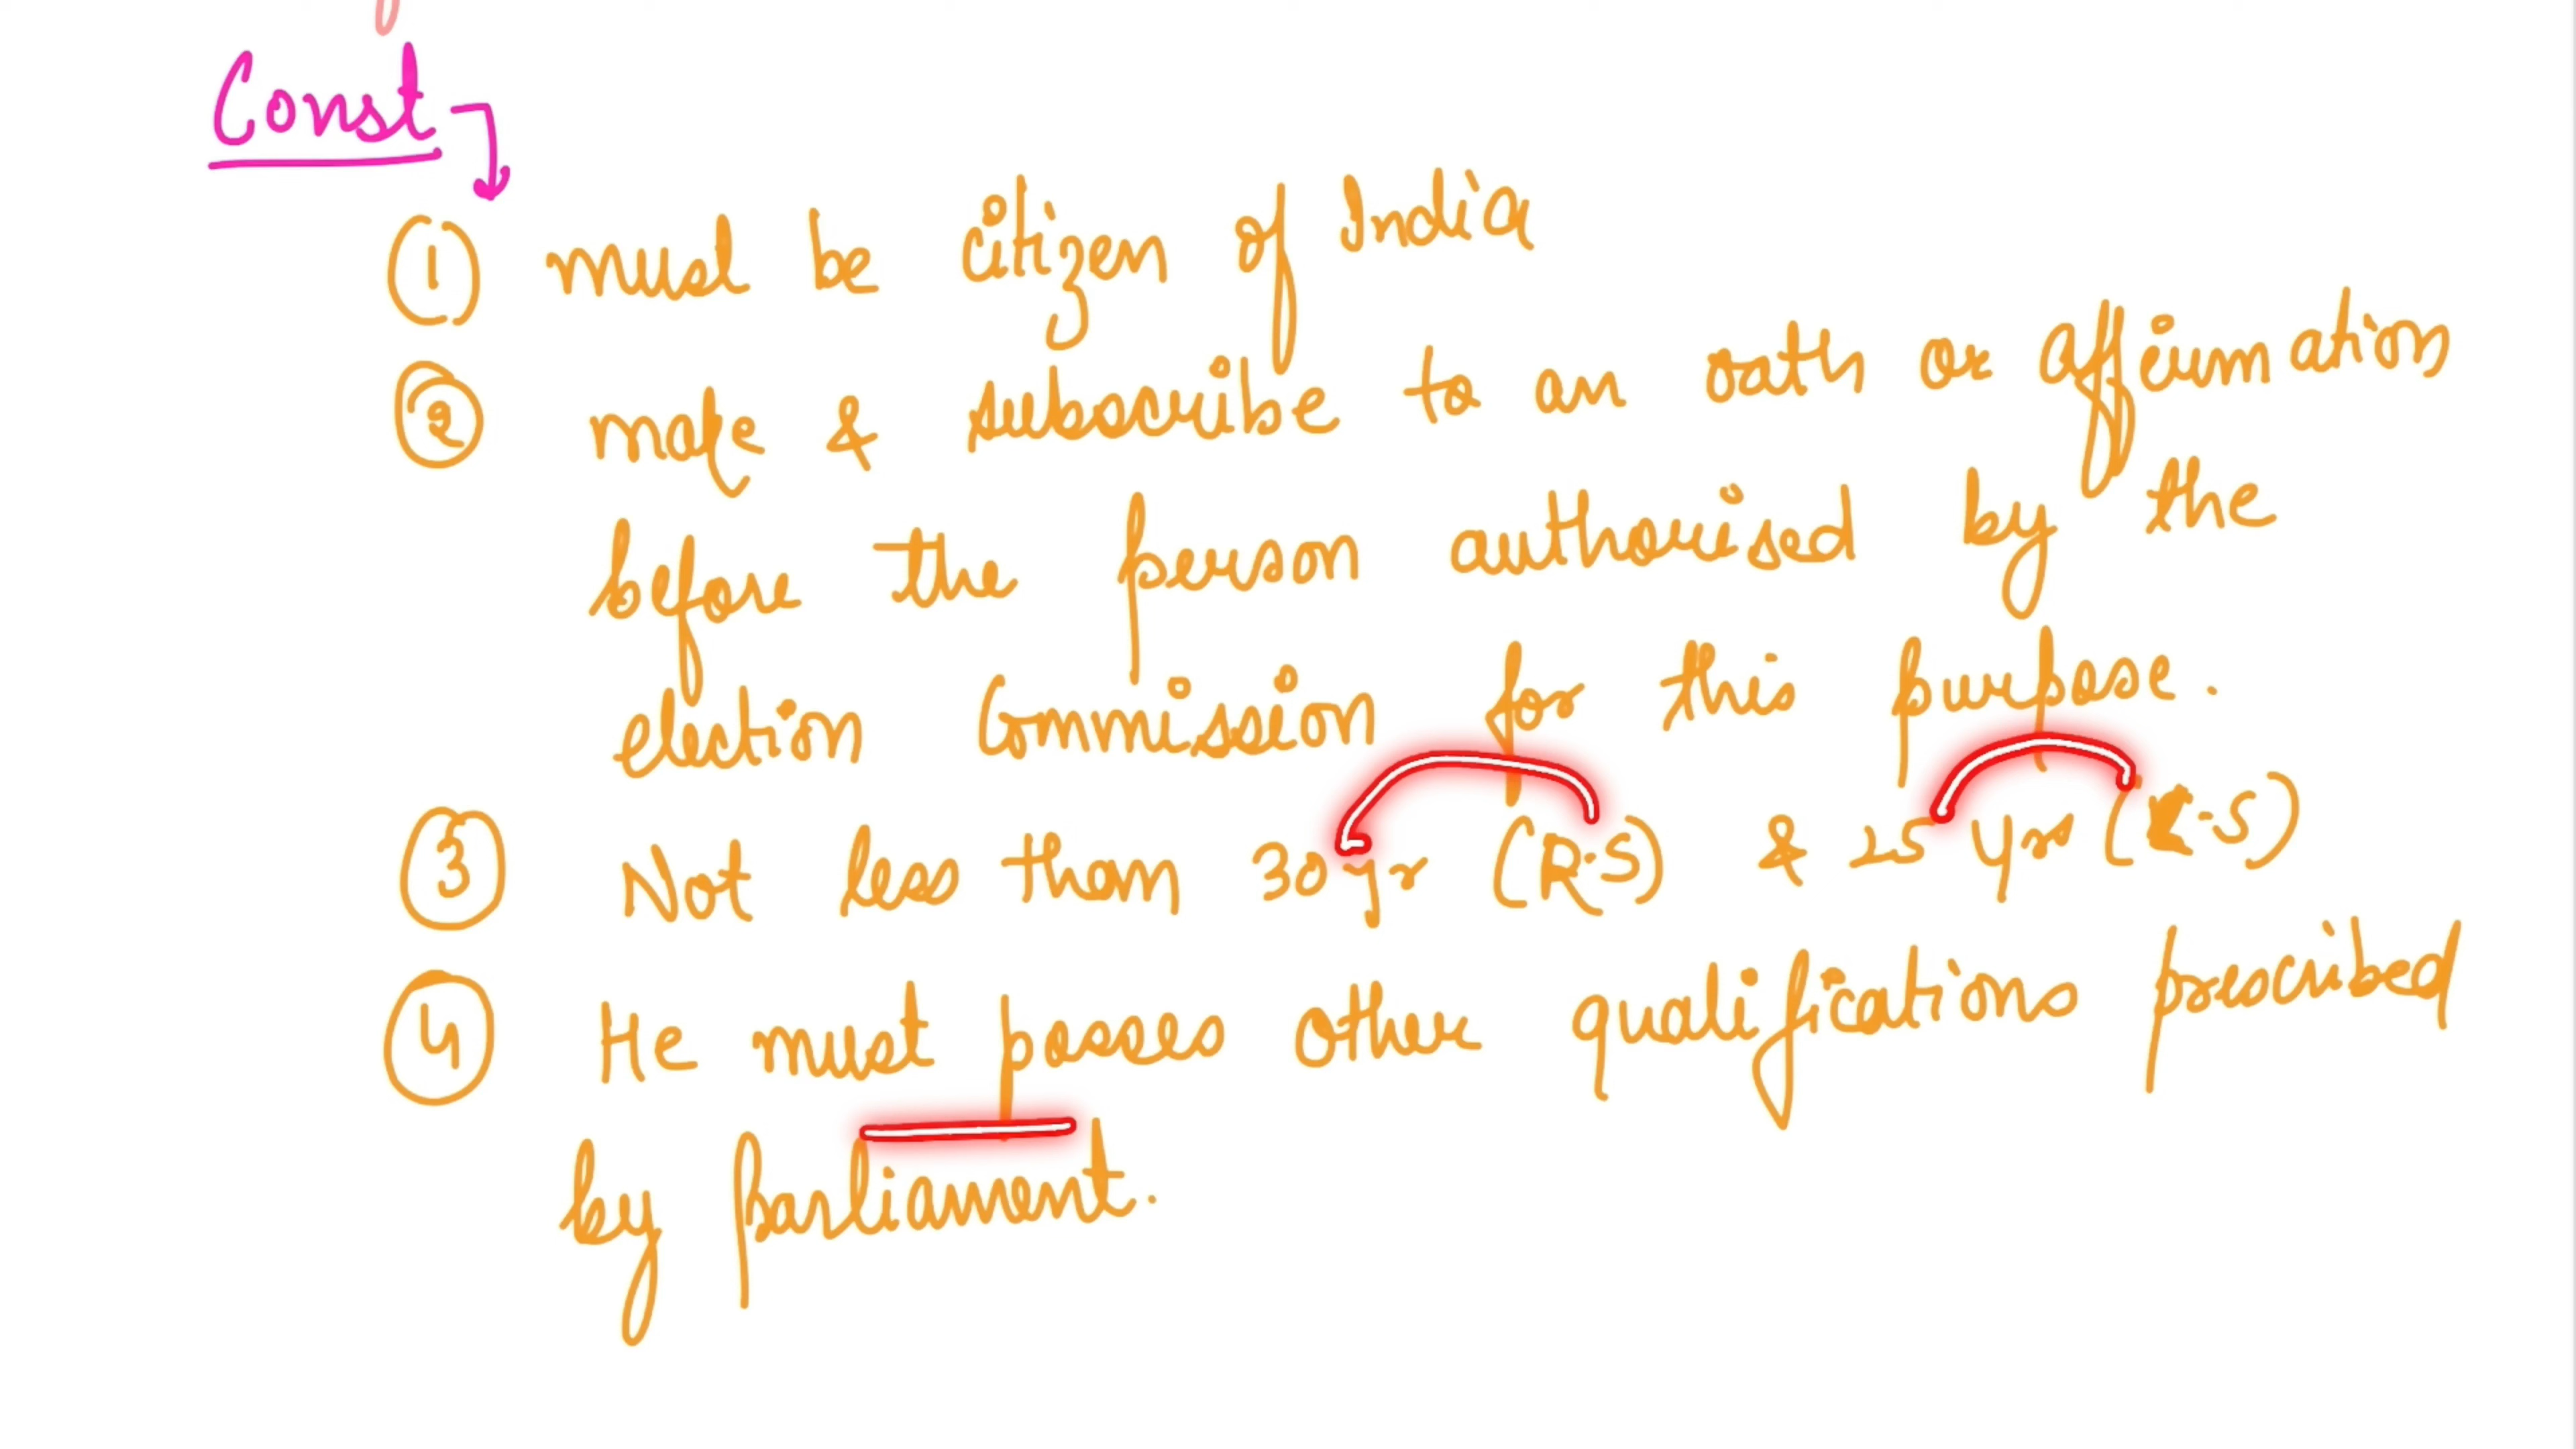 Const
① must be citizen of India
② make & subscribe to an oath or affirmation
before the person authorised by the
election Commission for this purpose.
③ Not less than 30 yr (R.S) & 25 yrs (L.S)
④ He must posses other qualifications prescribed
by parliament.